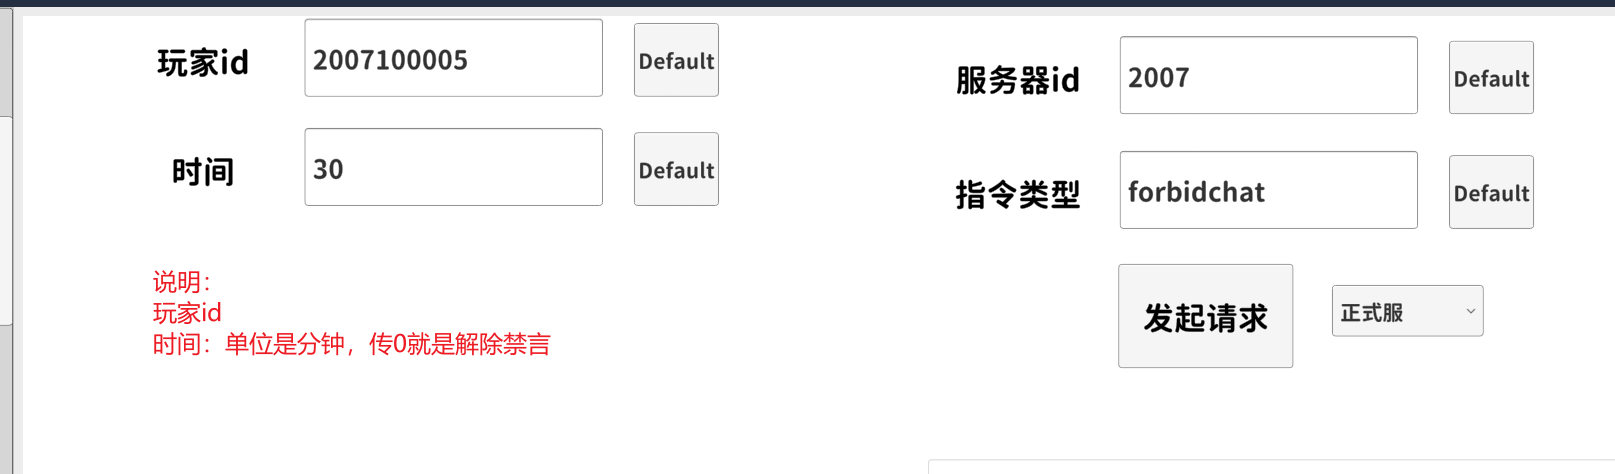 玩家id 2007100005 Default
服务器id 2007 Default
时间 30 Default
指令类型 forbidchat Default
说明：
玩家id
时间：单位是分钟，传0就是解除禁言
发起请求 正式服